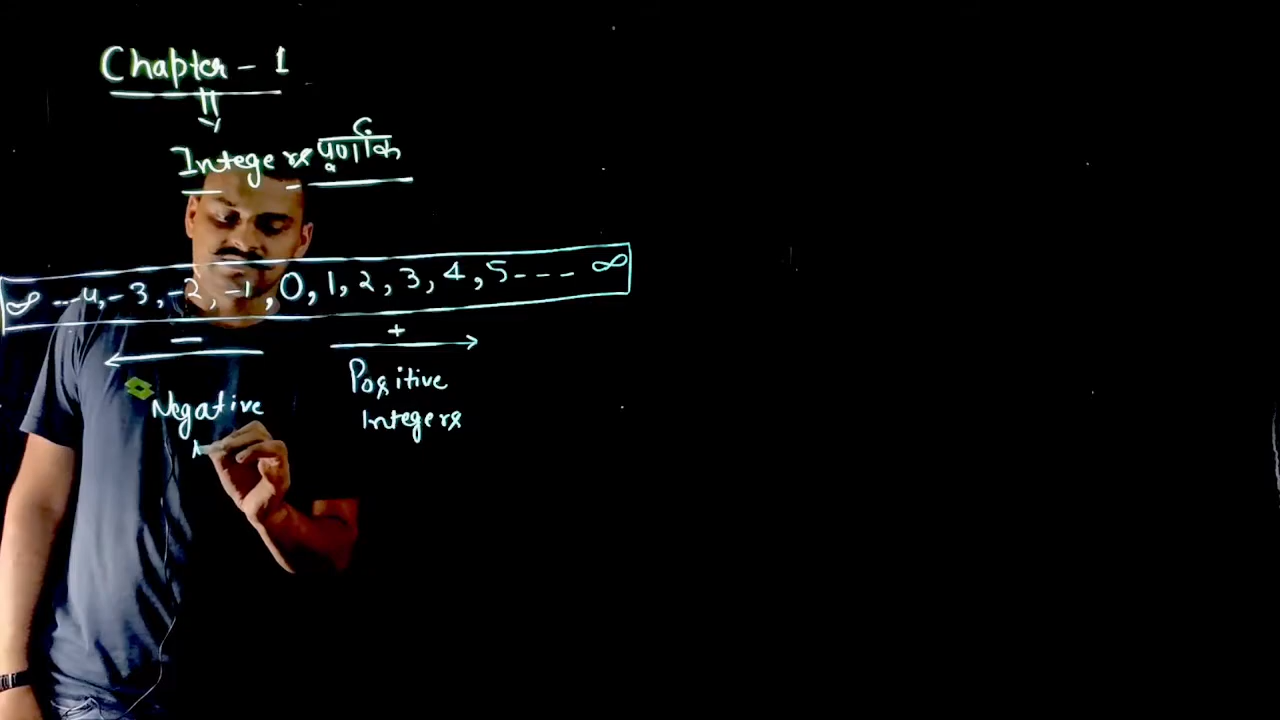 Chapter - 1
Integers पूर्णांक
∞ ...4, -3, -2, -1, 0, 1, 2, 3, 4, 5--- ∞
− +
Negative
Positive
Integers